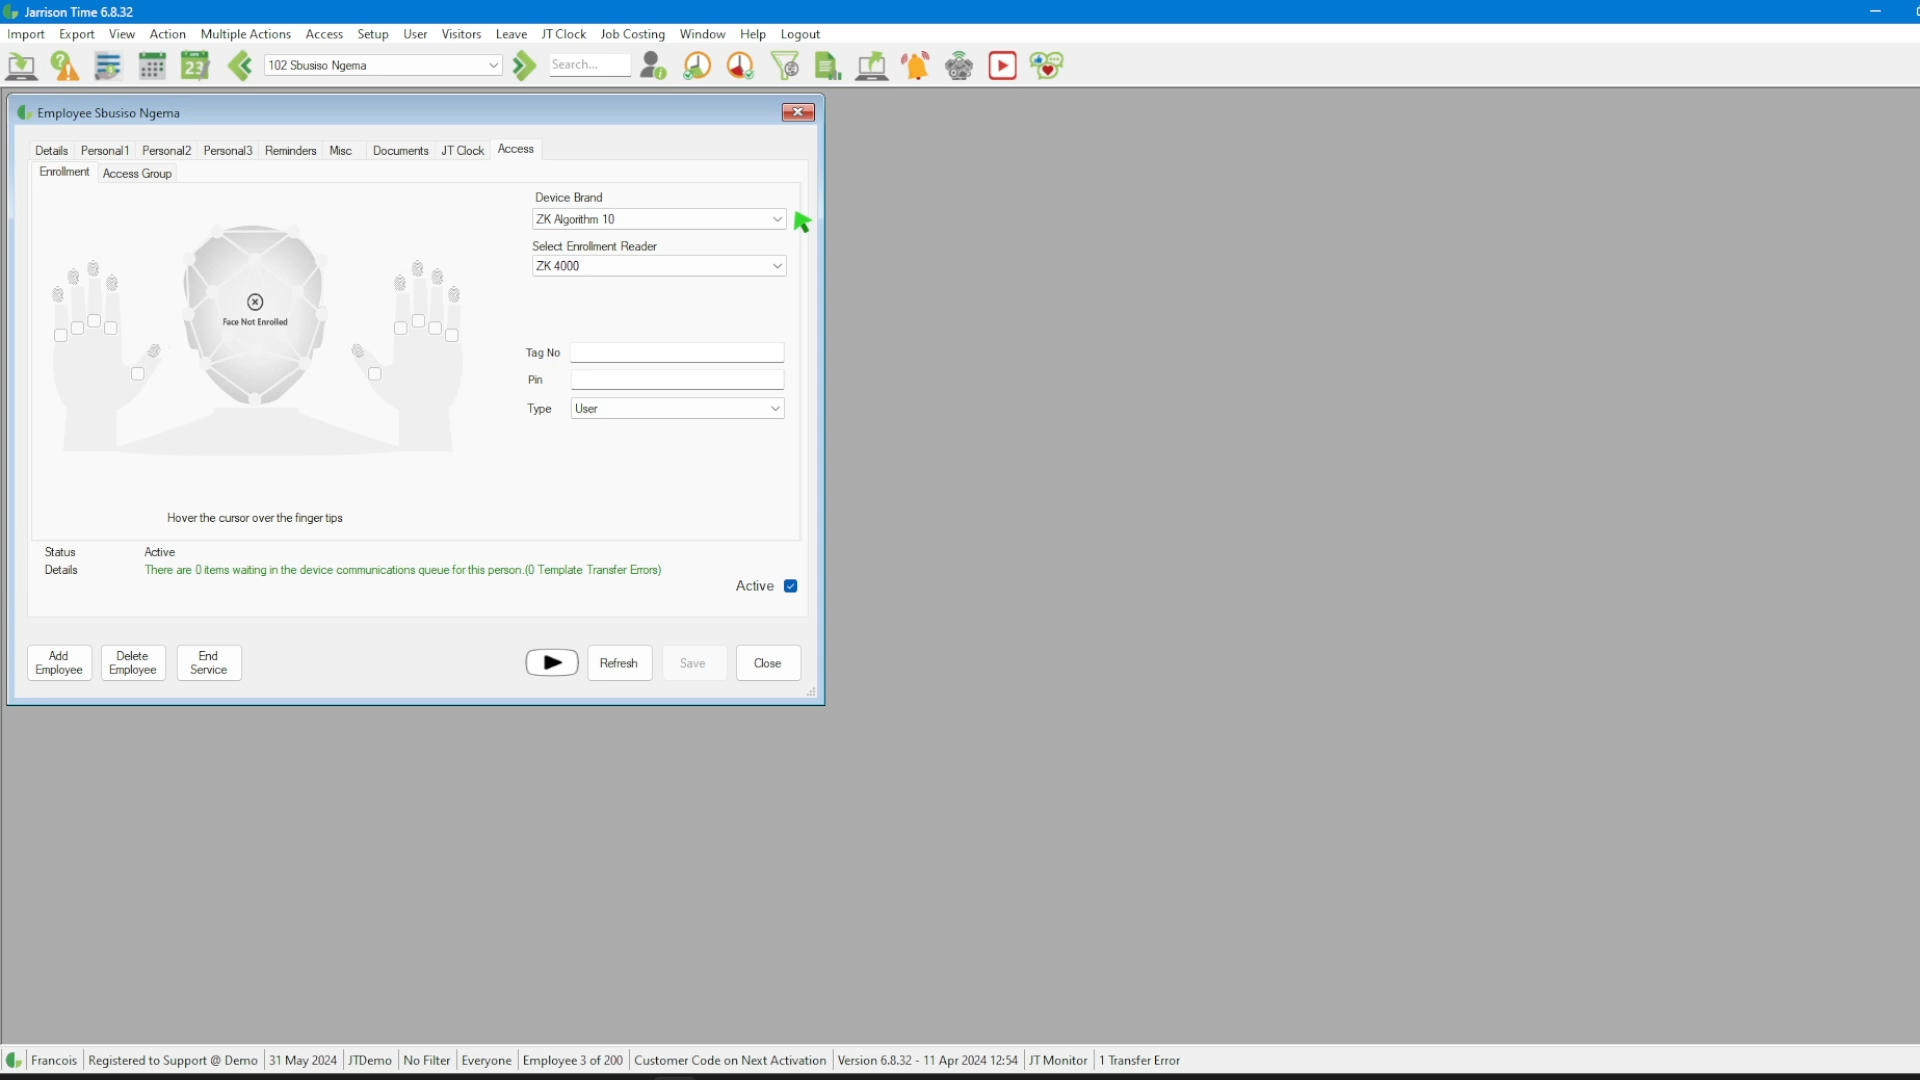 Jarrison Time 6.8.32
Import Export View Action Multiple Actions Access Setup User Visitors Leave JT Clock Job Costing Window Help Logout
23 102 Sbusiso Ngema Search...
Employee Sbusiso Ngema
Details Personal1 Personal2 Personal3 Reminders Misc Documents JT Clock Access
Enrollment Access Group
Device Brand
ZK Algorithm 10
Select Enrollment Reader
ZK 4000
Face Not Enrolled
Tag No
Pin
Type User
Hover the cursor over the finger tips
Status Active
Details There are 0 items waiting in the device communications queue for this person.(0 Template Transfer Errors)
Active
Add Employee Delete Employee End Service Refresh Save Close
Francois Registered to Support @ Demo 31 May 2024 JTDemo No Filter Everyone Employee 3 of 200 Customer Code on Next Activation Version 6.8.32 - 11 Apr 2024 12:54 JT Monitor 1 Transfer Error